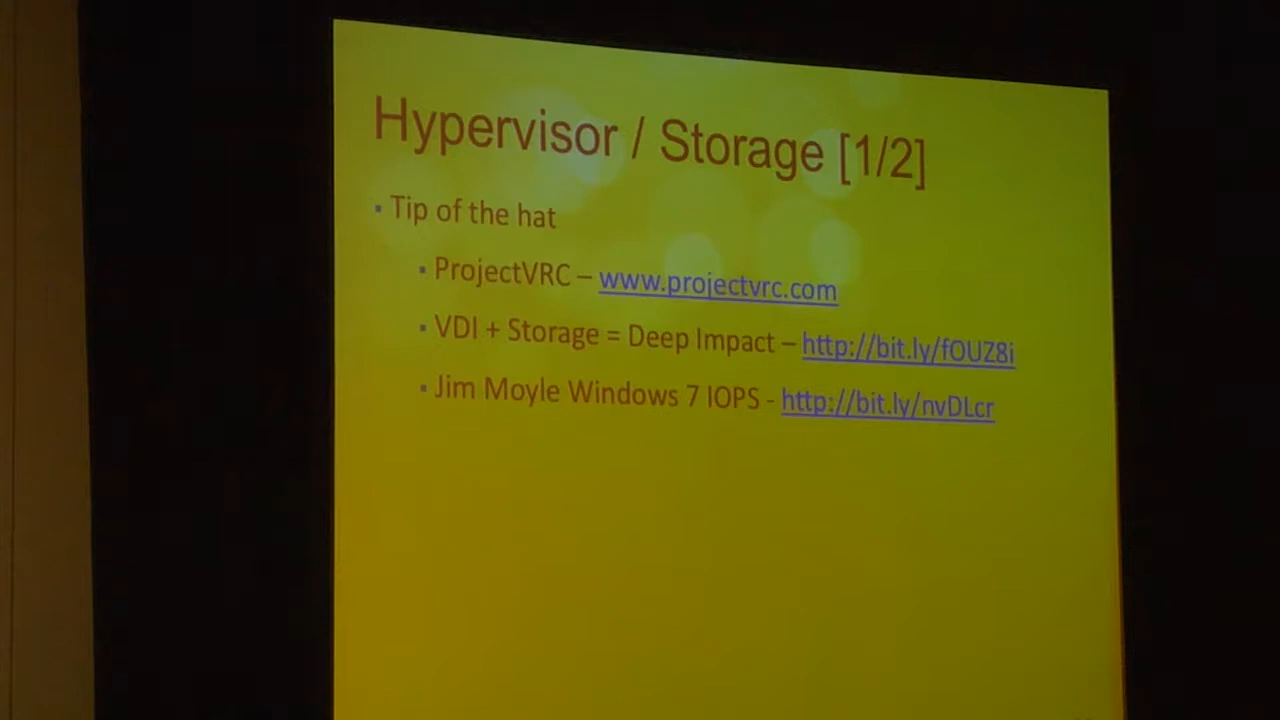 Hypervisor / Storage [1/2]
▪ Tip of the hat
▪ ProjectVRC – www.projectvrc.com
▪ VDI + Storage = Deep Impact – http://bit.ly/fOUZ8i
▪ Jim Moyle Windows 7 IOPS - http://bit.ly/nvDLcr